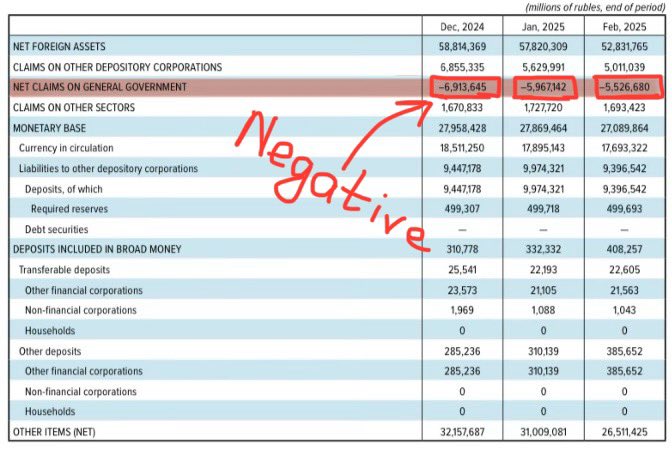 (millions of rubles, end of period)
Dec, 2024 Jan, 2025 Feb, 2025
NET FOREIGN ASSETS 58,814,369 57,820,309 52,831,765
CLAIMS ON OTHER DEPOSITORY CORPORATIONS 6,855,335 5,629,991 5,011,039
NET CLAIMS ON GENERAL GOVERNMENT –6,913,645 –5,967,142 –5,526,680
CLAIMS ON OTHER SECTORS 1,670,833 1,727,720 1,693,423
MONETARY BASE 27,958,428 27,869,464 27,089,864
Currency in circulation 18,511,250 17,895,143 17,693,322
Liabilities to other depository corporations 9,447,178 9,974,321 9,396,542
Deposits, of which 9,447,178 9,974,321 9,396,542
Required reserves 499,307 499,718 499,693
Debt securities — — —
DEPOSITS INCLUDED IN BROAD MONEY 310,778 332,332 408,257
Transferable deposits 25,541 22,193 22,605
Other financial corporations 23,573 21,105 21,563
Non-financial corporations 1,969 1,088 1,043
Households 0 0 0
Other deposits 285,236 310,139 385,652
Other financial corporations 285,236 310,139 385,652
Non-financial corporations 0 0 0
Households 0 0 0
OTHER ITEMS (NET) 32,157,687 31,009,081 26,511,425
Negative